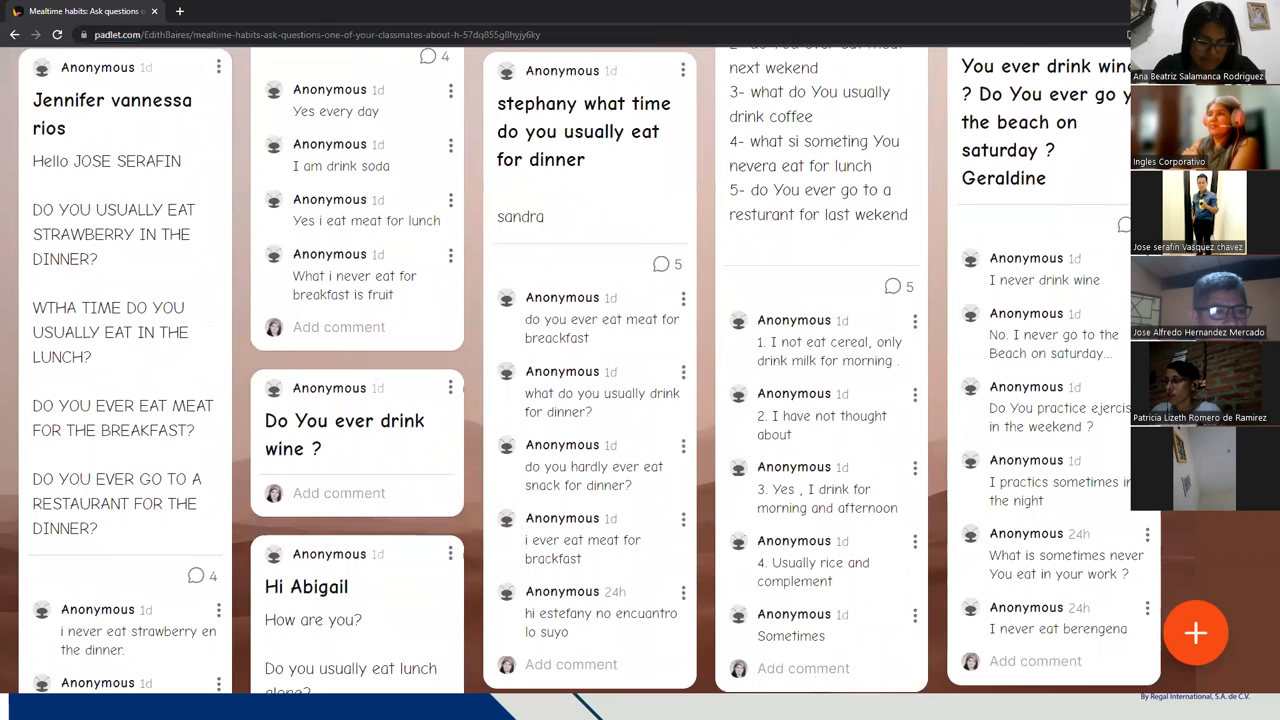 Mealtime habits: Ask questions o
padlet.com/EdithBaires/mealtime-habits-ask-questions-one-of-your-classmates-about-h-57dq855g8hyjy6ky
Anonymous 1d
Jennifer vannessa
rios
Hello JOSE SERAFIN
DO YOU USUALLY EAT
STRAWBERRY IN THE
DINNER?
WTHA TIME DO YOU
USUALLY EAT IN THE
LUNCH?
DO YOU EVER EAT MEAT
FOR THE BREAKFAST?
DO YOU EVER GO TO A
RESTAURANT FOR THE
DINNER?
4
Anonymous 1d
i never eat strawberry en
the dinner.
Anonymous 1d
4
Anonymous 1d
Yes every day
Anonymous 1d
I am drink soda
Anonymous 1d
Yes i eat meat for lunch
Anonymous 1d
What i never eat for
breakfast is fruit
Add comment
Anonymous 1d
Do You ever drink
wine ?
Add comment
Anonymous 1d
Hi Abigail
How are you?
Do you usually eat lunch
alone?
Anonymous 1d
stephany what time
do you usually eat
for dinner
sandra
5
Anonymous 1d
do you ever eat meat for
breackfast
Anonymous 1d
what do you usually drink
for dinner?
Anonymous 1d
do you hardly ever eat
snack for dinner?
Anonymous 1d
i ever eat meat for
brackfast
Anonymous 24h
hi estefany no encuantro
lo suyo
Add comment
2- do You ever eat meat
next wekend
3- what do You usually
drink coffee
4- what si someting You
nevera eat for lunch
5- do You ever go to a
resturant for last wekend
5
Anonymous 1d
1. I not eat cereal, only
drink milk for morning .
Anonymous 1d
2. I have not thought
about
Anonymous 1d
3. Yes , I drink for
morning and afternoon
Anonymous 1d
4. Usually rice and
complement
Anonymous 1d
Sometimes
Add comment
You ever drink wine
? Do You ever go y
the beach on
saturday ?
Geraldine
Anonymous 1d
I never drink wine
Anonymous 1d
No. I never go to the
Beach on saturday...
Anonymous 1d
Do You practice ejercis
in the weekend ?
Anonymous 1d
I practics sometimes in
the night
Anonymous 24h
What is sometimes never
You eat in your work ?
Anonymous 24h
I never eat berengena
Add comment
Ana Beatriz Salamanca Rodriguez
Ingles Corporativo
Jose serafin Vasquez chavez
Jose Alfredo Hernandez Mercado
Patricia Lizeth Romero de Ramirez
By Regal International, S.A. de C.V.